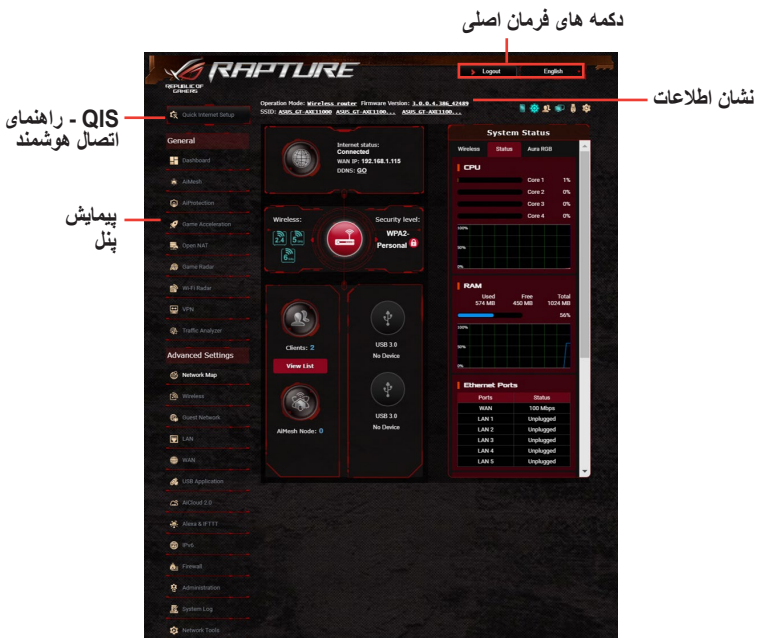 دکمه های فرمان اصلی
REPUBLIC OF
GAMERS
RAPTURE
Logout
English
نشان اطلاعات
Operation Mode: Wireless router Firmware Version: 3.0.0.4.386_42489
SSID: ASUS_GT-AXE11000 ASUS_GT-AXE1100... ASUS_GT-AXE1100...
QIS - راهنمای
اتصال هوشمند
Quick Internet Setup
General
Dashboard
AiMesh
AiProtection
پیمایش
پنل
Game Acceleration
Open NAT
Game Radar
Wi-Fi Radar
VPN
Traffic Analyzer
Advanced Settings
Network Map
Wireless
Guest Network
LAN
WAN
USB Application
AiCloud 2.0
Alexa & IFTTT
IPv6
Firewall
Administration
System Log
Network Tools
Internet status:
Connected
WAN IP: 192.168.1.115
DDNS: GO
Wireless:
2.4
5
6
Security level:
WPA2-
Personal
Clients: 2
View List
AiMesh Node: 0
USB 3.0
No Device
USB 3.0
No Device
System Status
Wireless Status Aura RGB
CPU
Core 1 1%
Core 2 0%
Core 3 0%
Core 4 0%
100%
50%
0%
RAM
Used Free Total
574 MB 450 MB 1024 MB
56%
100%
50%
0%
Ethernet Ports
Ports Status
WAN 100 Mbps
LAN 1 Unplugged
LAN 2 Unplugged
LAN 3 Unplugged
LAN 4 Unplugged
LAN 5 Unplugged